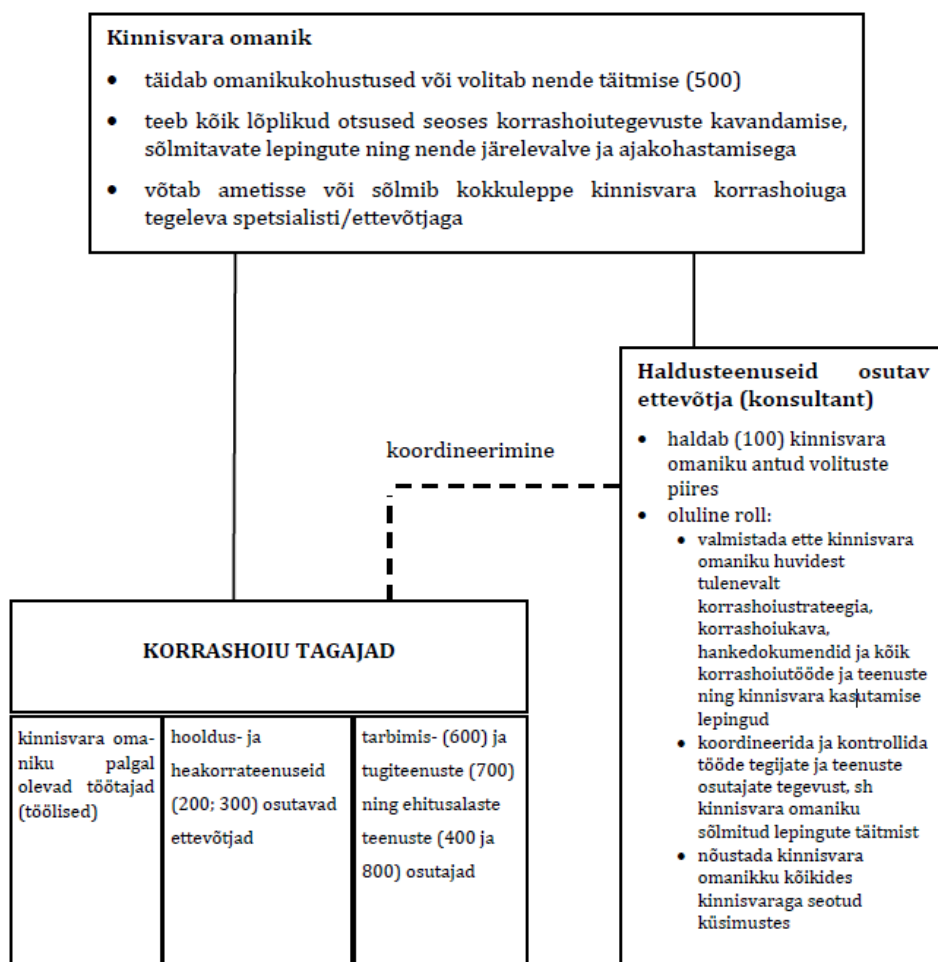 Kinnisvara omanik
• täidab omanikukohustused või volitab nende täitmise (500)
• teeb kõik lõplikud otsused seoses korrashoiutegevuste kavandamise,
sõlmitavate lepingute ning nende järelevalve ja ajakohastamisega
• võtab ametisse või sõlmib kokkuleppe kinnisvara korrashoiuga
tegeleva spetsialisti/ettevõtjaga
Haldusteenuseid osutav
ettevõtja (konsultant)
• haldab (100) kinnisvara
omaniku antud volituste
piires
• oluline roll:
• valmistada ette kinnisvara
omaniku huvidest
tulenevalt
korrashoiustrateegia,
korrashoiukava,
hankedokumendid ja kõik
korrashoiutööde ja teenuste
ning kinnisvara kasutamise
lepingud
• koordineerida ja kontrollida
tööde tegijate ja teenuste
osutajate tegevust, sh
kinnisvara omaniku
sõlmitud lepingute täitmist
• nõustada kinnisvara
omanikku kõikides
kinnisvaraga seotud
küsimustes
koordineerimine
KORRASHOIU TAGAJAD
kinnisvara oma-
niku palgal
olevad töötajad
(töölised)
hooldus- ja
heakorrateenuseid
(200; 300) osutavad
ettevõtjad
tarbimis- (600) ja
tugiteenuste (700)
ning ehitusalaste
teenuste (400 ja
800) osutajad